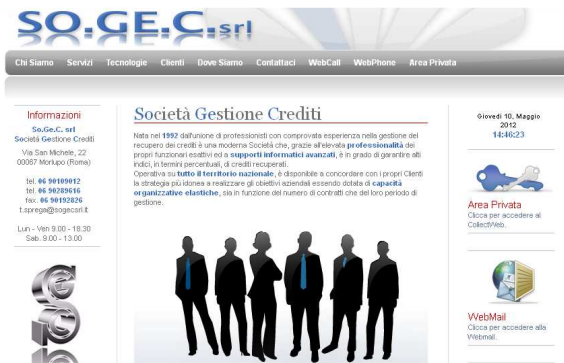 SO.GE.C.srl
Chi Siamo Servizi Tecnologie Clienti Dove Siamo Contattaci WebCall WebPhone Area Privata
Informazioni
So.Ge.C. srl
Società Gestione Crediti
Via San Michele, 22
00067 Morlupo (Roma)
tel. 06 90109012
tel. 06 90289616
fax. 06 90192826
t.sprega@sogecsrl.it
Lun - Ven 9.00 - 18.30
Sab. 9.00 - 13.00
Società Gestione Crediti
Nata nel 1992 dall'unione di professionisti con comprovata esperienza nella gestione del
recupero dei crediti è una moderna Società che, grazie all'elevata professionalità dei
propri funzionari esattivi ed a supporti informatici avanzati, è in grado di garantire alti
indici, in termini percentuali, di crediti recuperati.
Operativa su tutto il territorio nazionale, è disponibile a concordare con i propri Clienti
la strategia più idonea a realizzare gli obiettivi aziendali essendo dotata di capacità
organizzative elastiche, sia in funzione del numero di contratti che del loro periodo di
gestione.
Giovedì 10, Maggio
2012
14:46:23
Area Privata
Clicca per accedere al
CollectWeb.
WebMail
Clicca per accedere alla
Webmail.